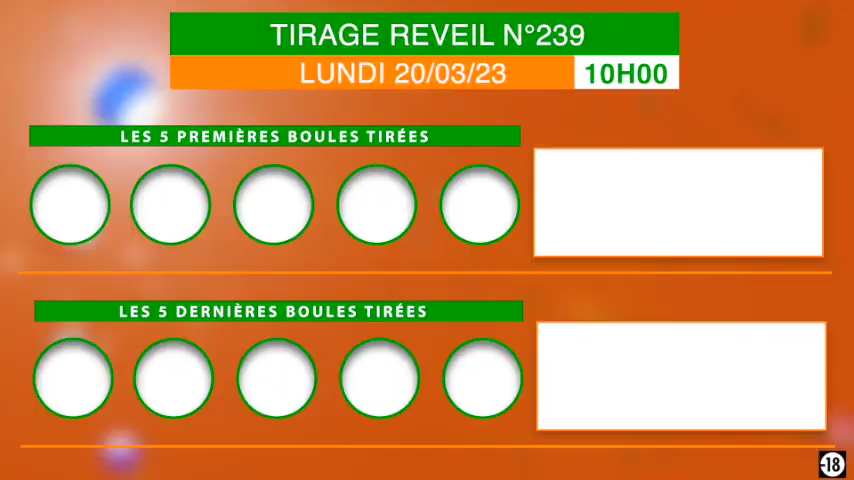 TIRAGE REVEIL N°239
LUNDI 20/03/23 10H00
LES 5 PREMIÈRES BOULES TIRÉES
LES 5 DERNIÈRES BOULES TIRÉES
-18